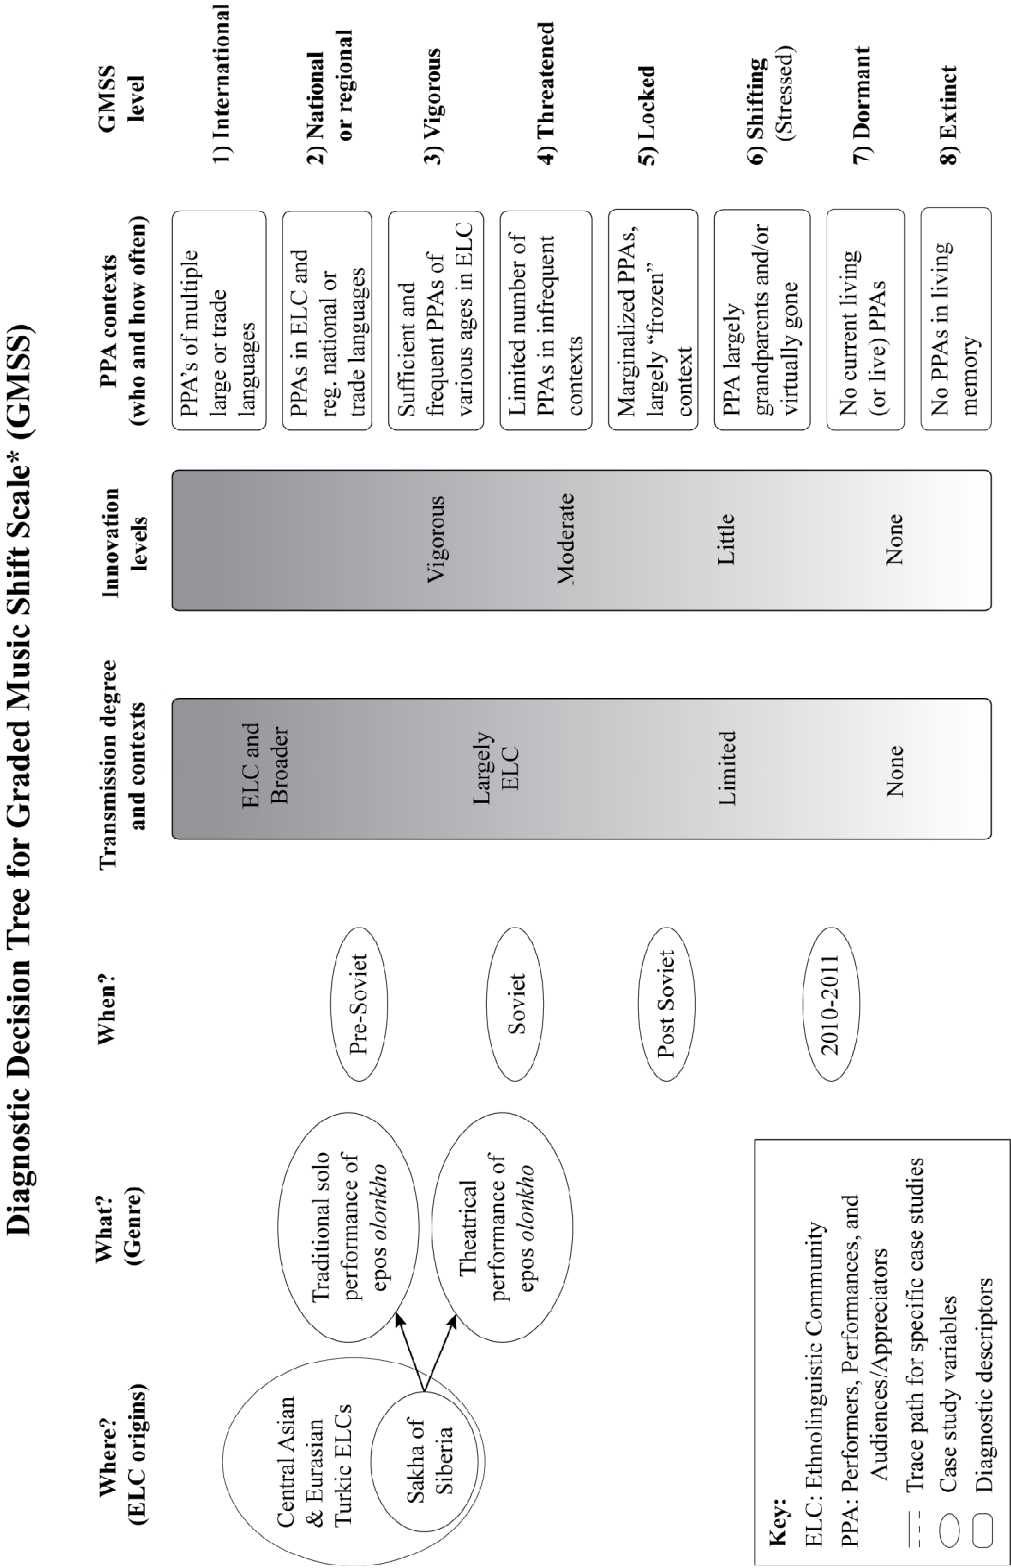 Diagnostic Decision Tree for Graded Music Shift Scale* (GMSS)
Where?
(ELC origins)
What?
(Genre)
When?
Transmission degree
and contexts
Innovation
levels
PPA contexts
(who and how often)
GMSS
level
Central Asian
& Eurasian
Turkic ELCs
Sakha of
Siberia
Traditional solo
performance of
epos olonkho
Theatrical
performance of
epos olonkho
Pre-Soviet
Soviet
Post Soviet
2010-2011
ELC and
Broader
Largely
ELC
Limited
None
Vigorous
Moderate
Little
None
PPA’s of multiple
large or trade
languages
PPAs in ELC and
reg. national or
trade languages
Sufficient and
frequent PPAs of
various ages in ELC
Limited number of
PPAs in infrequent
contexts
Marginalized PPAs,
largely “frozen”
context
PPA largely
grandparents and/or
virtually gone
No current living
(or live) PPAs
No PPAs in living
memory
1) International
2) National
or regional
3) Vigorous
4) Threatened
5) Locked
6) Shifting
(Stressed)
7) Dormant
8) Extinct
Key:
ELC: Ethnolinguistic Community
PPA: Performers, Performances, and
Audiences/Appreciators
Trace path for specific case studies
Case study variables
Diagnostic descriptors